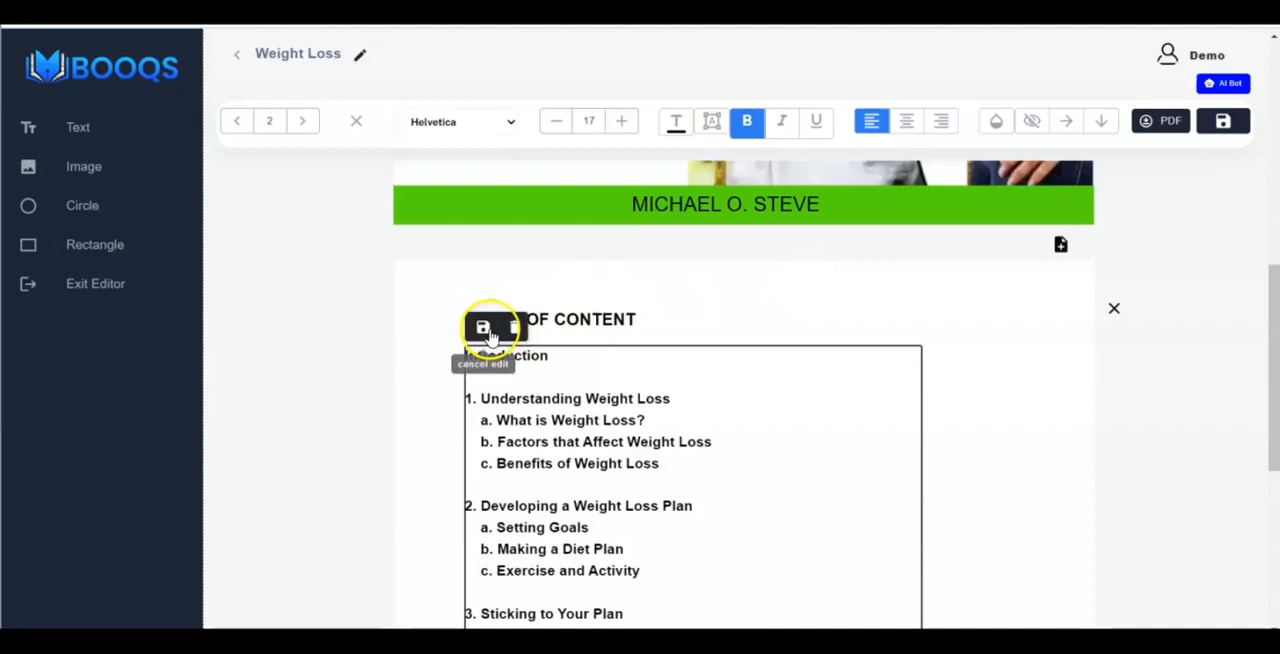 BOOQS
Weight Loss
Demo
AI Bot
Text
Image
Circle
Rectangle
Exit Editor
2
Helvetica
17
T
A
B
I
U
PDF
MICHAEL O. STEVE
OF CONTENT
cancel edit
1. Understanding Weight Loss
a. What is Weight Loss?
b. Factors that Affect Weight Loss
c. Benefits of Weight Loss
2. Developing a Weight Loss Plan
a. Setting Goals
b. Making a Diet Plan
c. Exercise and Activity
3. Sticking to Your Plan